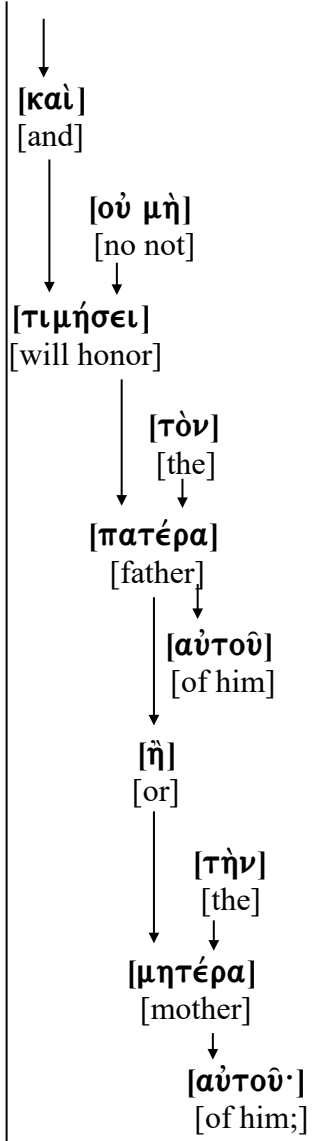 [καὶ]
[and]
[οὐ μὴ]
[no not]
[τιμήσει]
[will honor]
[τὸν]
[the]
[πατέρα]
[father]
[αὐτοῦ]
[of him]
[ἢ]
[or]
[τὴν]
[the]
[μητέρα]
[mother]
[αὐτοῦ·]
[of him;]